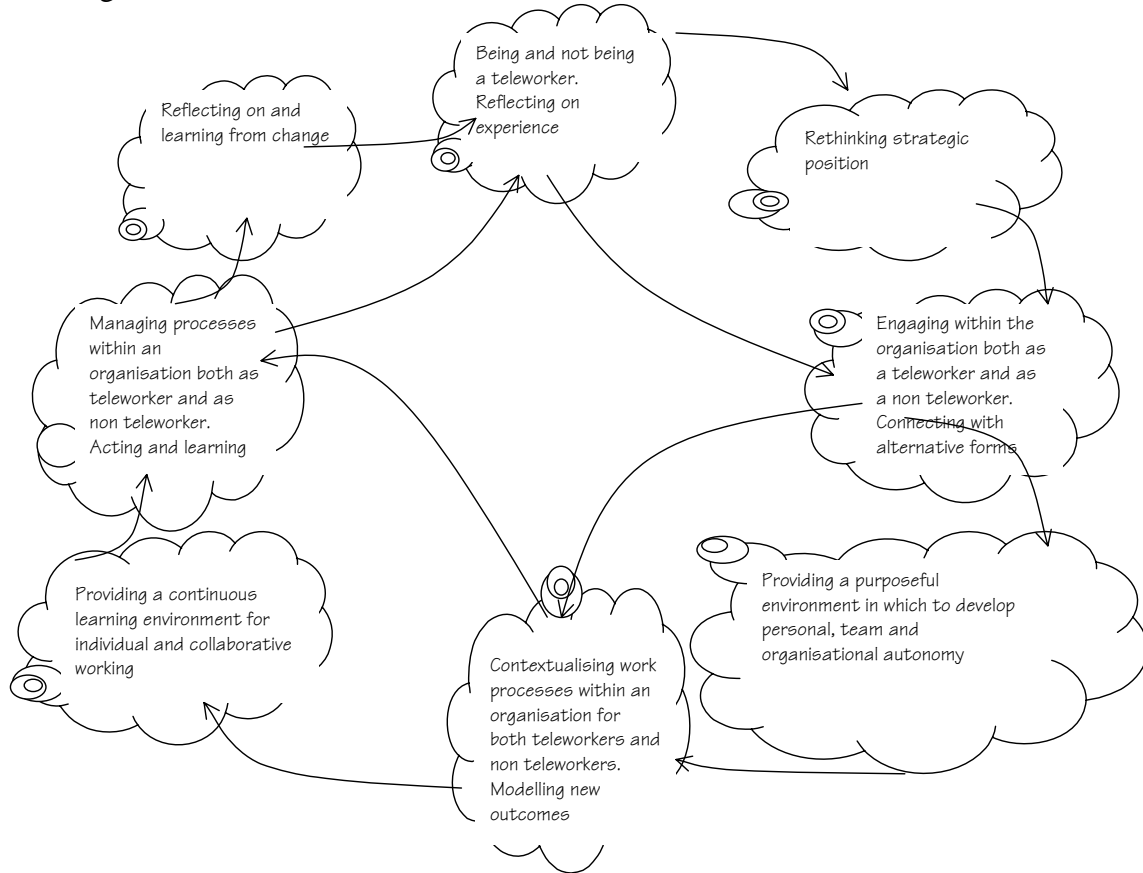 Being and not being
a teleworker.
Reflecting on
experience
Reflecting on and
learning from change
Rethinking strategic
position
Managing processes
within an
organisation both as
teleworker and as
non teleworker.
Acting and learning
Engaging within the
organisation both as
a teleworker and as
a non teleworker.
Connecting with
alternative forms
Providing a continuous
learning environment for
individual and collaborative
working
Providing a purposeful
environment in which to develop
personal, team and
organisational autonomy
Contextualising work
processes within an
organisation for
both teleworkers and
non teleworkers.
Modelling new
outcomes